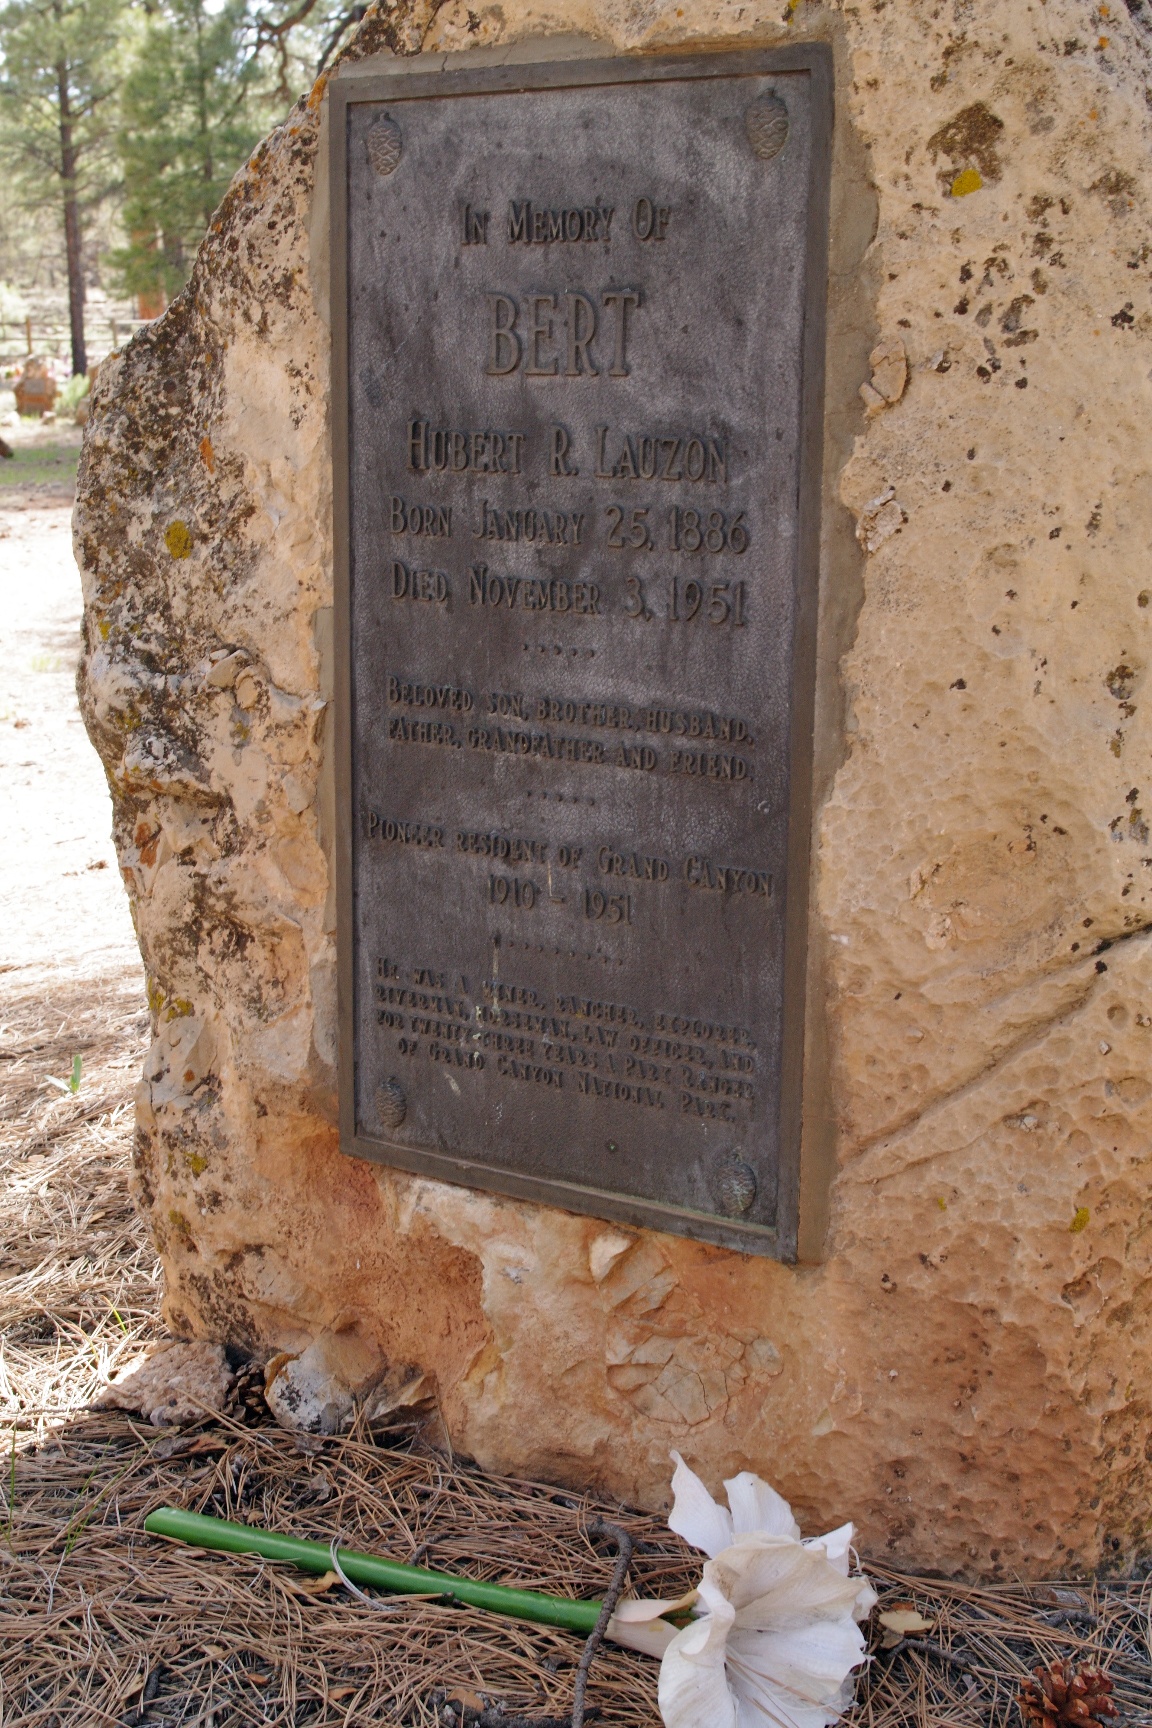 In Memory Of
BERT
Hubert R. Lauzon
Born January 25, 1886
Died November 3, 1951
Beloved son, brother, husband,
father, grandfather and friend.
Pioneer resident of Grand Canyon
1910 – 1951
He was a miner, rancher, explorer,
riverman, horseman, law officer, and
for twenty-three years a Park Ranger
of Grand Canyon National Park.